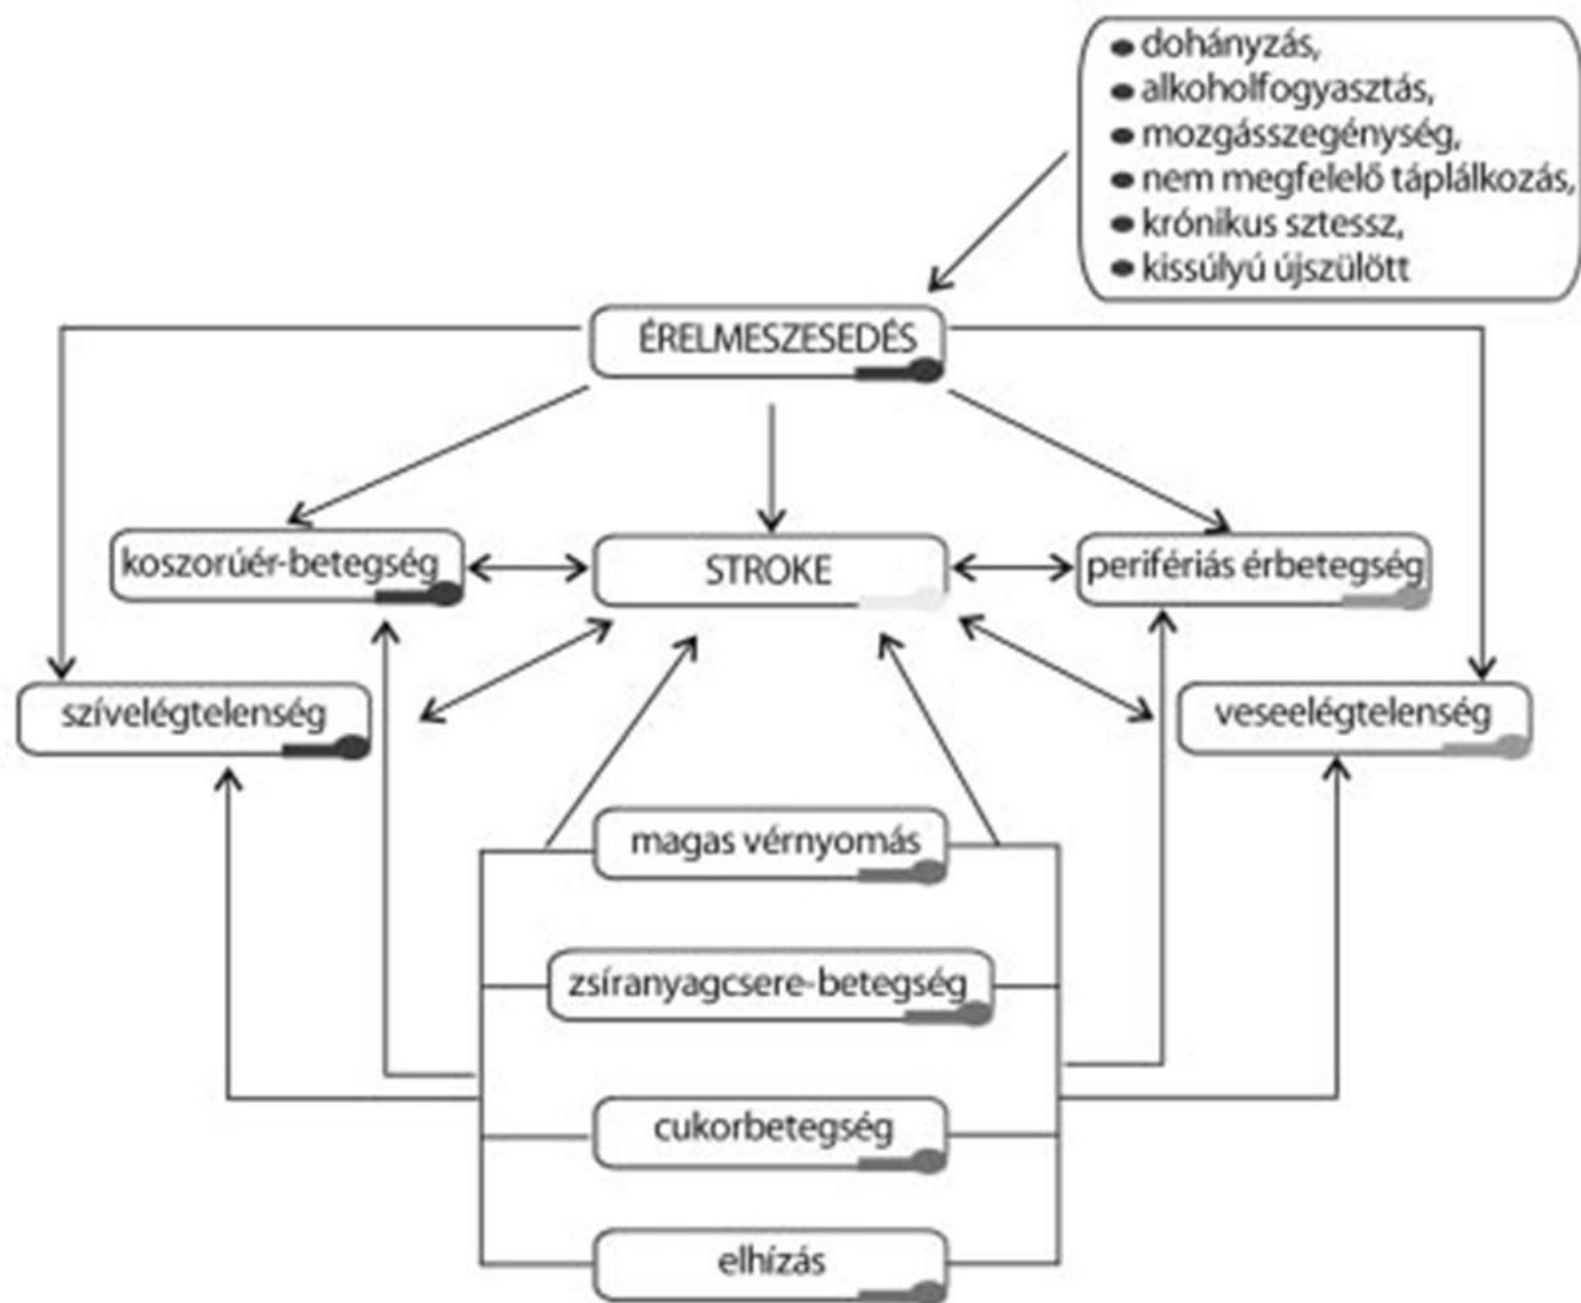 dohányzás,
alkoholfogyasztás,
mozgásszegénység,
nem megfelelő táplálkozás,
krónikus sztessz,
kissúlyú újszülött
ÉRELMESZESEDÉS
koszorúér-betegség
STROKE
perifériás érbetegség
szívelégtelenség
veseelégtelenség
magas vérnyomás
zsíranyagcsere-betegség
cukorbetegség
elhízás